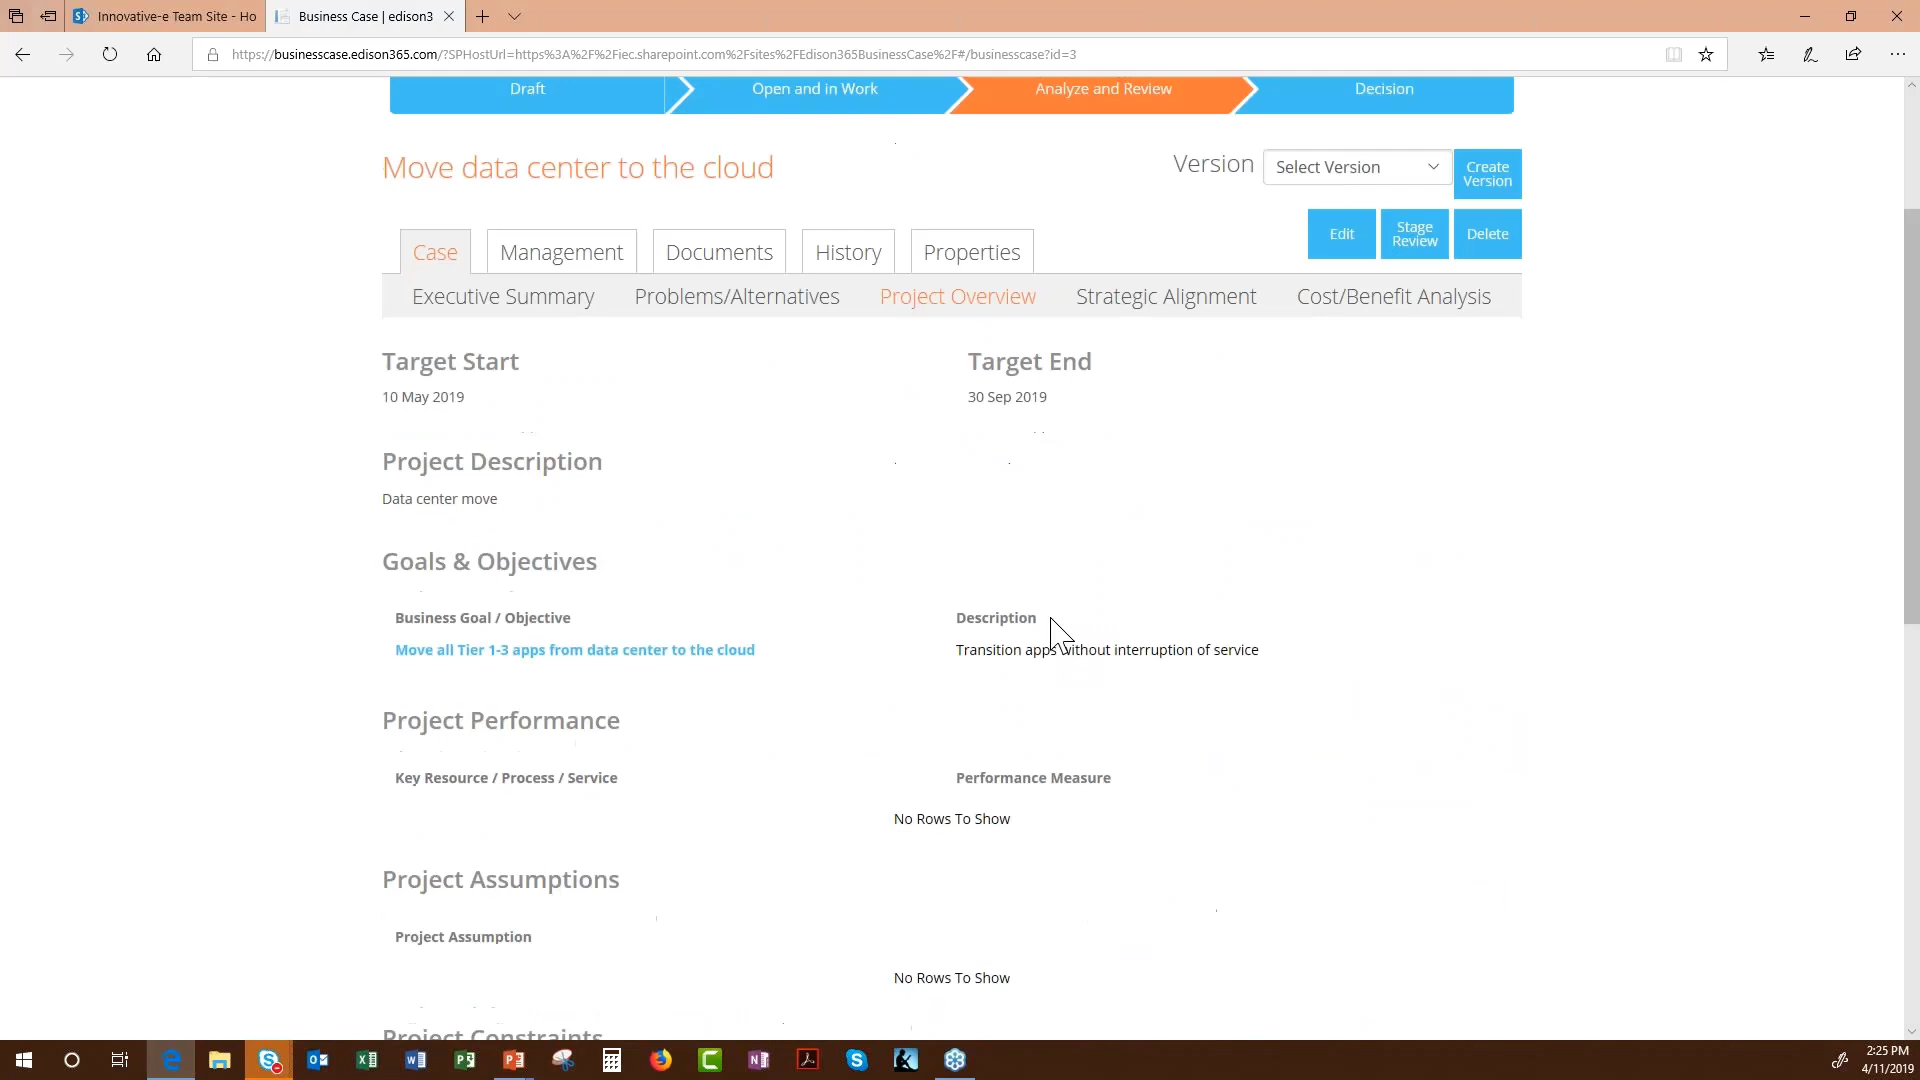 Innovative-e Team Site - Ho
Business Case | edison3
https://businesscase.edison365.com/?SPHostUrl=https%3A%2F%2Fiec.sharepoint.com%2Fsites%2FEdison365BusinessCase%2F#/businesscase?id=3
Draft Open and in Work Analyze and Review Decision
Move data center to the cloud
Version Select Version Create Version
Edit Stage Review Delete
Case Management Documents History Properties
Executive Summary Problems/Alternatives Project Overview Strategic Alignment Cost/Benefit Analysis
Target Start Target End
10 May 2019 30 Sep 2019
Project Description
Data center move
Goals & Objectives
Business Goal / Objective Description
Move all Tier 1-3 apps from data center to the cloud Transition apps without interruption of service
Project Performance
Key Resource / Process / Service Performance Measure
No Rows To Show
Project Assumptions
Project Assumption
No Rows To Show
Project Constraints
2:25 PM
4/11/2019